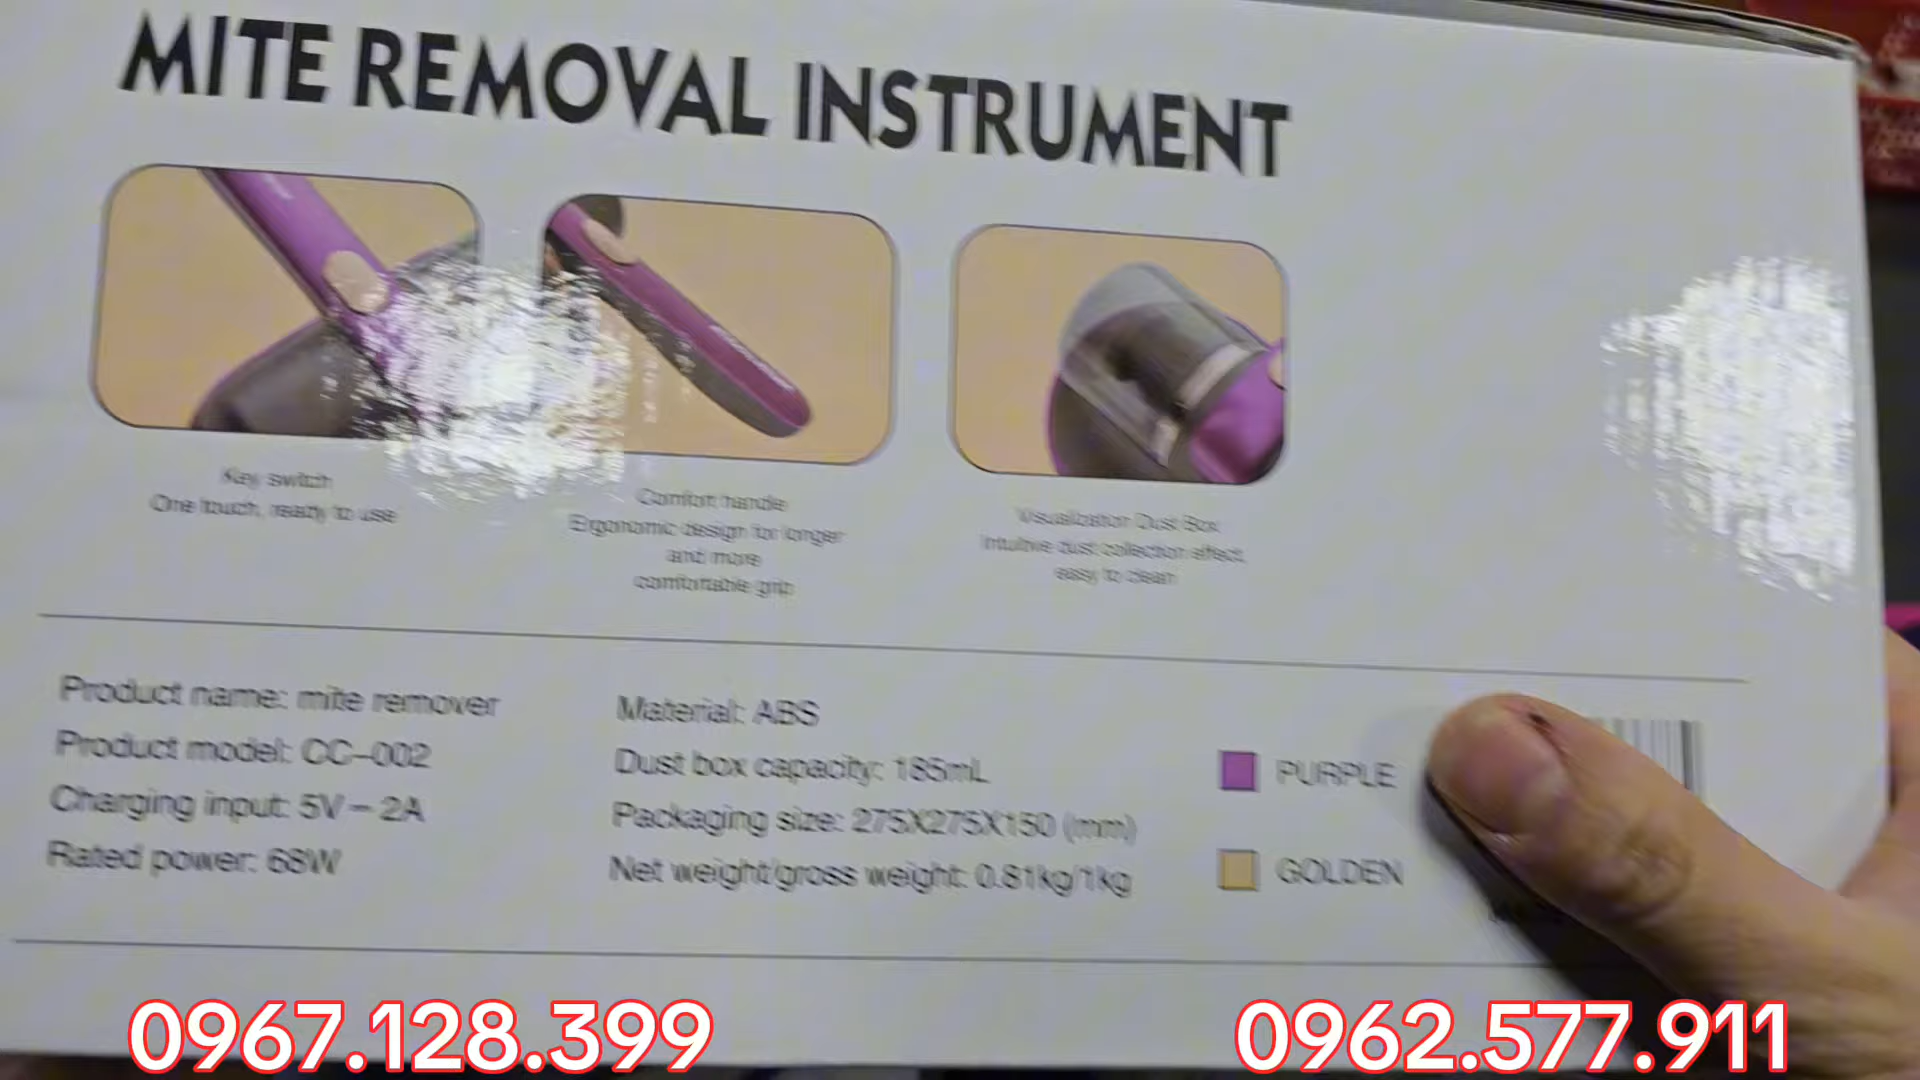 MITE REMOVAL INSTRUMENT
Key switch
One touch, ready to use
Comfort handle
Ergonomic design for longer
and more
comfortable grip
Visualization Dust Box
Intuitive dust collection effect,
easy to clean
Product name: mite remover
Product model: CC-002
Charging input: 5V – 2A
Rated power: 68W
Material: ABS
Dust box capacity: 185mL
Packaging size: 275X275X150 (mm)
Net weight/gross weight: 0.81kg/1kg
PURPLE
GOLDEN
0967.128.399
0962.577.911